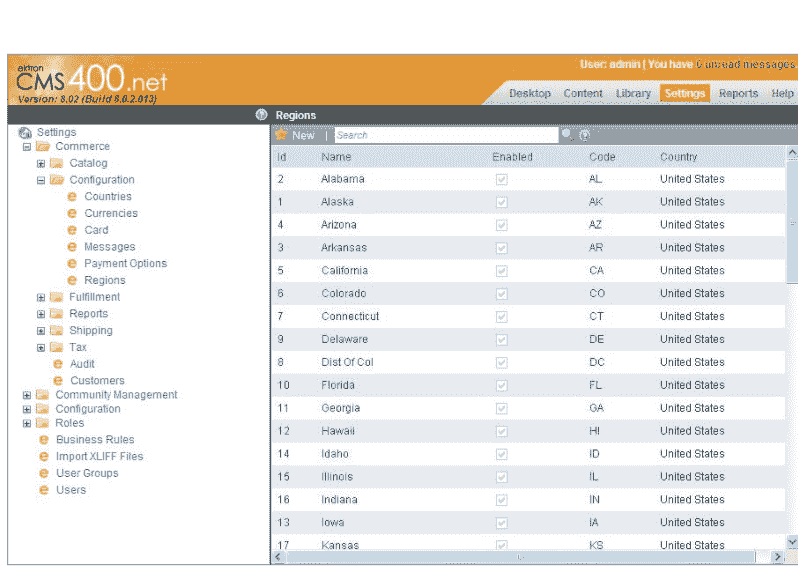 User: admin | You have 0 unread messages
ektron
CMS400.net
Version: 8.02 (Build 8.0.2.013)
Desktop Content Library Settings Reports Help
Regions
New | Search
Settings
Commerce
Catalog
Configuration
Countries
Currencies
Card
Messages
Payment Options
Regions
Fulfillment
Reports
Shipping
Tax
Audit
Customers
Community Management
Configuration
Roles
Business Rules
Import XLIFF Files
User Groups
Users
Id Name Enabled Code Country
2 Alabama AL United States
1 Alaska AK United States
4 Arizona AZ United States
3 Arkansas AR United States
5 California CA United States
6 Colorado CO United States
7 Connecticut CT United States
9 Delaware DE United States
8 Dist Of Col DC United States
10 Florida FL United States
11 Georgia GA United States
12 Hawaii HI United States
14 Idaho ID United States
15 Illinois IL United States
16 Indiana IN United States
13 Iowa IA United States
17 Kansas KS United States